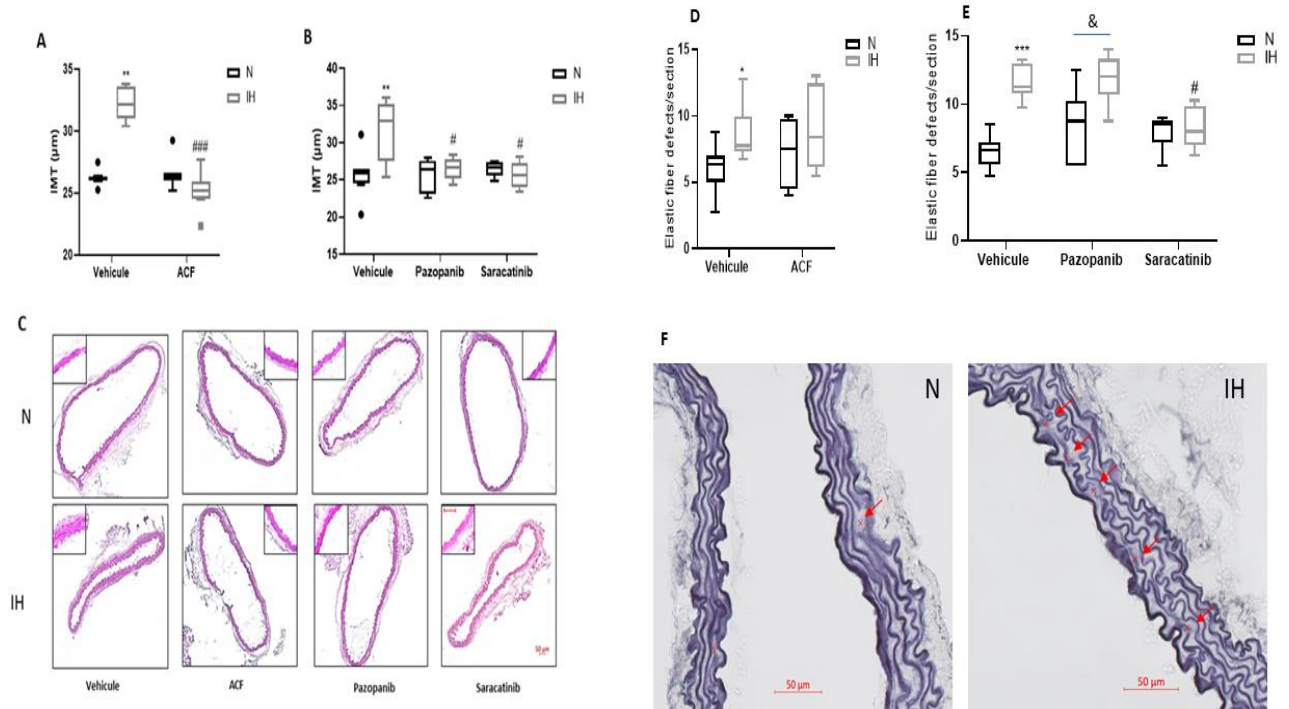 A
IMT (µm)
35
30
25
20
**
###
Vehicule
ACF
N
IH
B
IMT (µm)
40
35
30
25
20
15
**
#
#
Vehicule
Pazopanib
Saracatinib
N
IH
D
Elastic fiber defects/section
15
10
5
0
*
Vehicule
ACF
N
IH
E
Elastic fiber defects/section
15
10
5
0
***
&
#
Vehicule
Pazopanib
Saracatinib
N
IH
C
N
IH
50 µm
Vehicule
ACF
Pazopanib
Saracatinib
F
N
50 µm
IH
50 µm